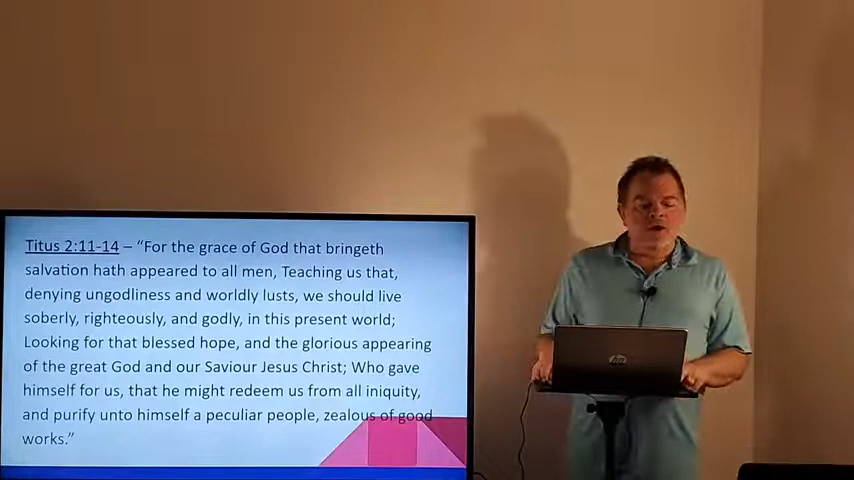 Titus 2:11-14 – “For the grace of God that bringeth
salvation hath appeared to all men, Teaching us that,
denying ungodliness and worldly lusts, we should live
soberly, righteously, and godly, in this present world;
Looking for that blessed hope, and the glorious appearing
of the great God and our Saviour Jesus Christ; Who gave
himself for us, that he might redeem us from all iniquity,
and purify unto himself a peculiar people, zealous of good
works.”
hp